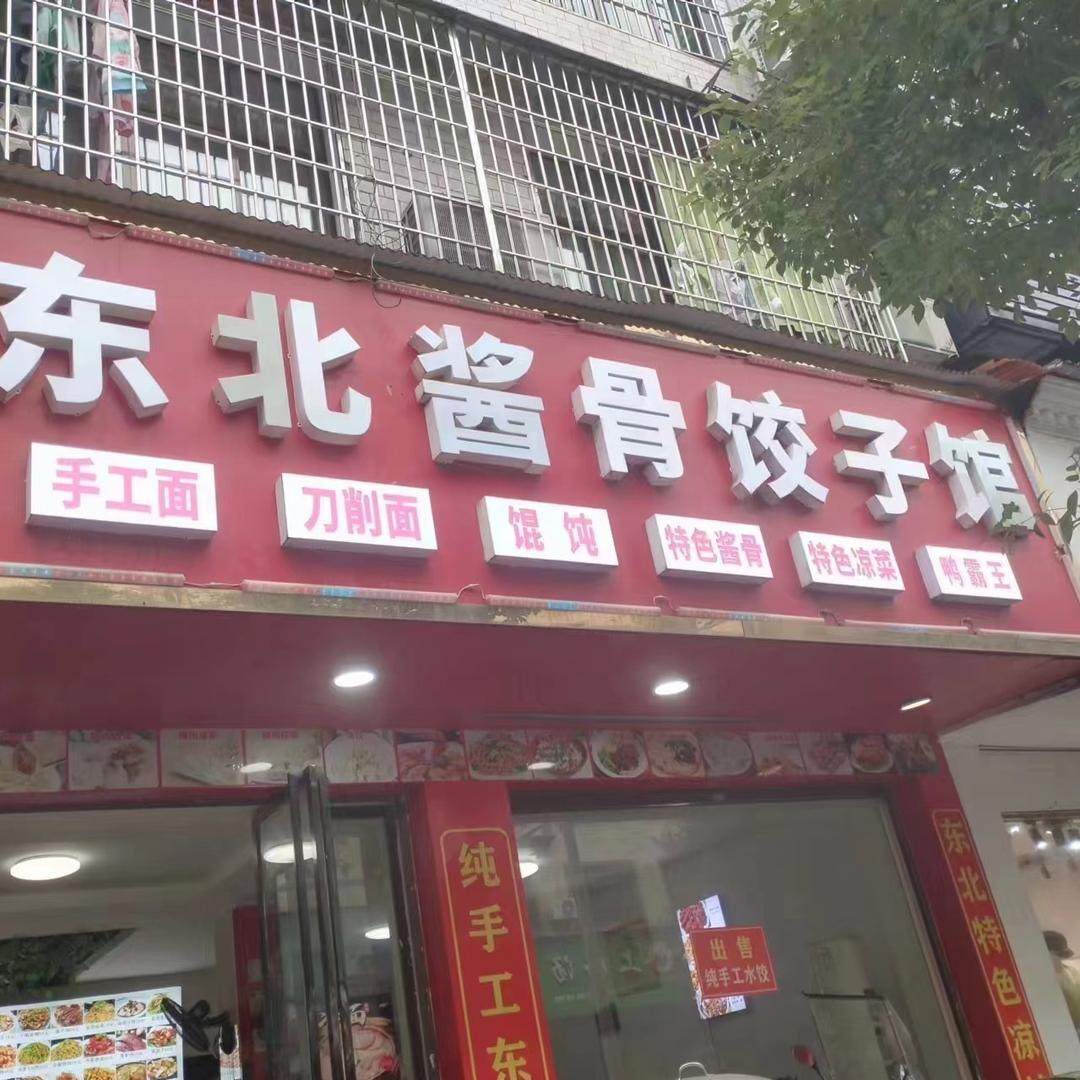 东北酱骨饺子馆
手工面
刀削面
馄饨
特色酱骨
特色凉菜
鸭霸王
纯手工东
出售
纯手工水饺
东北特色凉